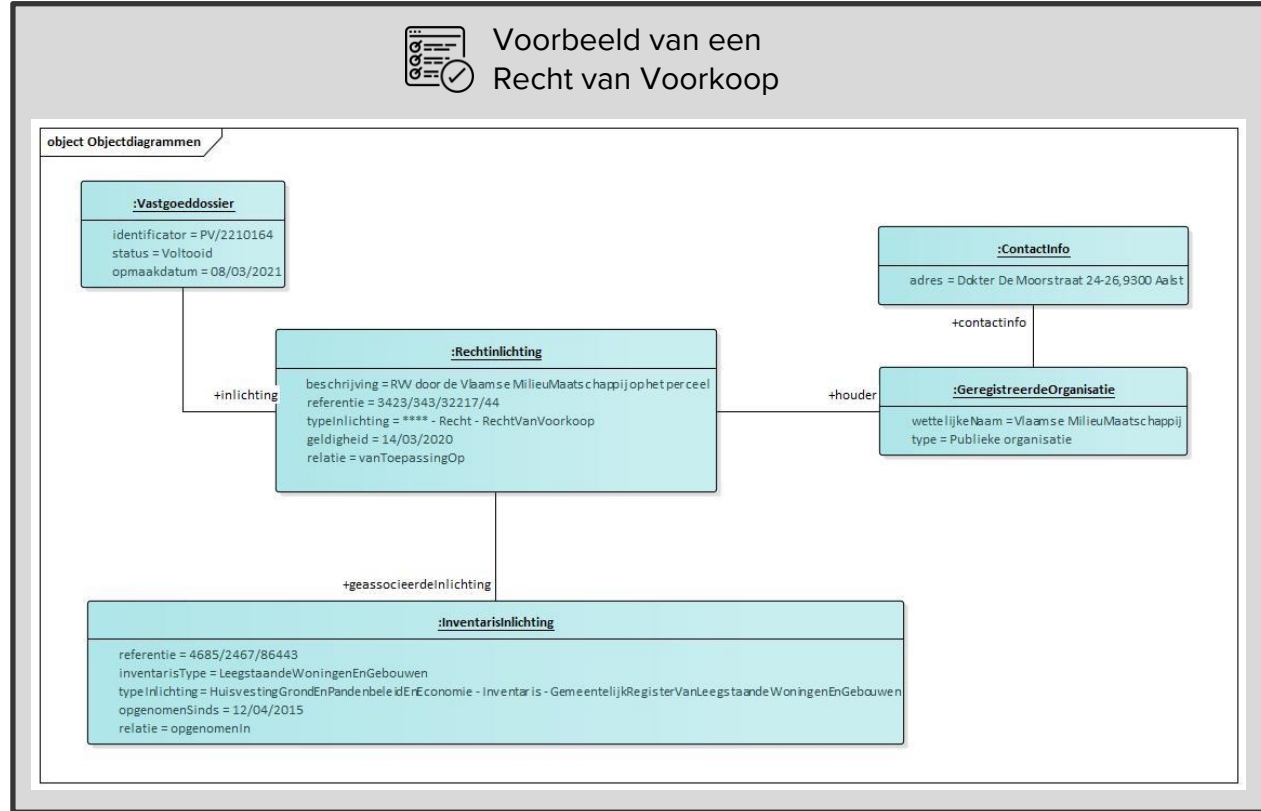 Voorbeeld van een
Recht van Voorkoop
object Objectdiagrammen
:Vastgoeddossier
identificator = PV/2210164
status = Voltooid
opmaakdatum = 08/03/2021
:ContactInfo
adres = Dokter De Moorstraat 24-26,9300 Aalst
+contactinfo
:Rechtinlichting
beschrijving = RVV door de Vlaamse MilieuMaatschappij op het perceel
referentie = 3423/343/32217/44
typeInlichting = **** - Recht - RechtVanVoorkoop
geldigheid = 14/03/2020
relatie = vanToepassingOp
+inlichting
+houder
:GeregistreerdeOrganisatie
wettelijkeNaam = Vlaamse MilieuMaatschappij
type = Publieke organisatie
+geassocieerdeInlichting
:InventarisInlichting
referentie = 4685/2467/86443
inventarisType = LeegstaandeWoningenEnGebouwen
typeInlichting = HuisvestingGrondEnPandenbeleidEnEconomie - Inventaris - GemeentelijkRegisterVanLeegstaandeWoningenEnGebouwen
opgenomenSinds = 12/04/2015
relatie = opgenomenIn